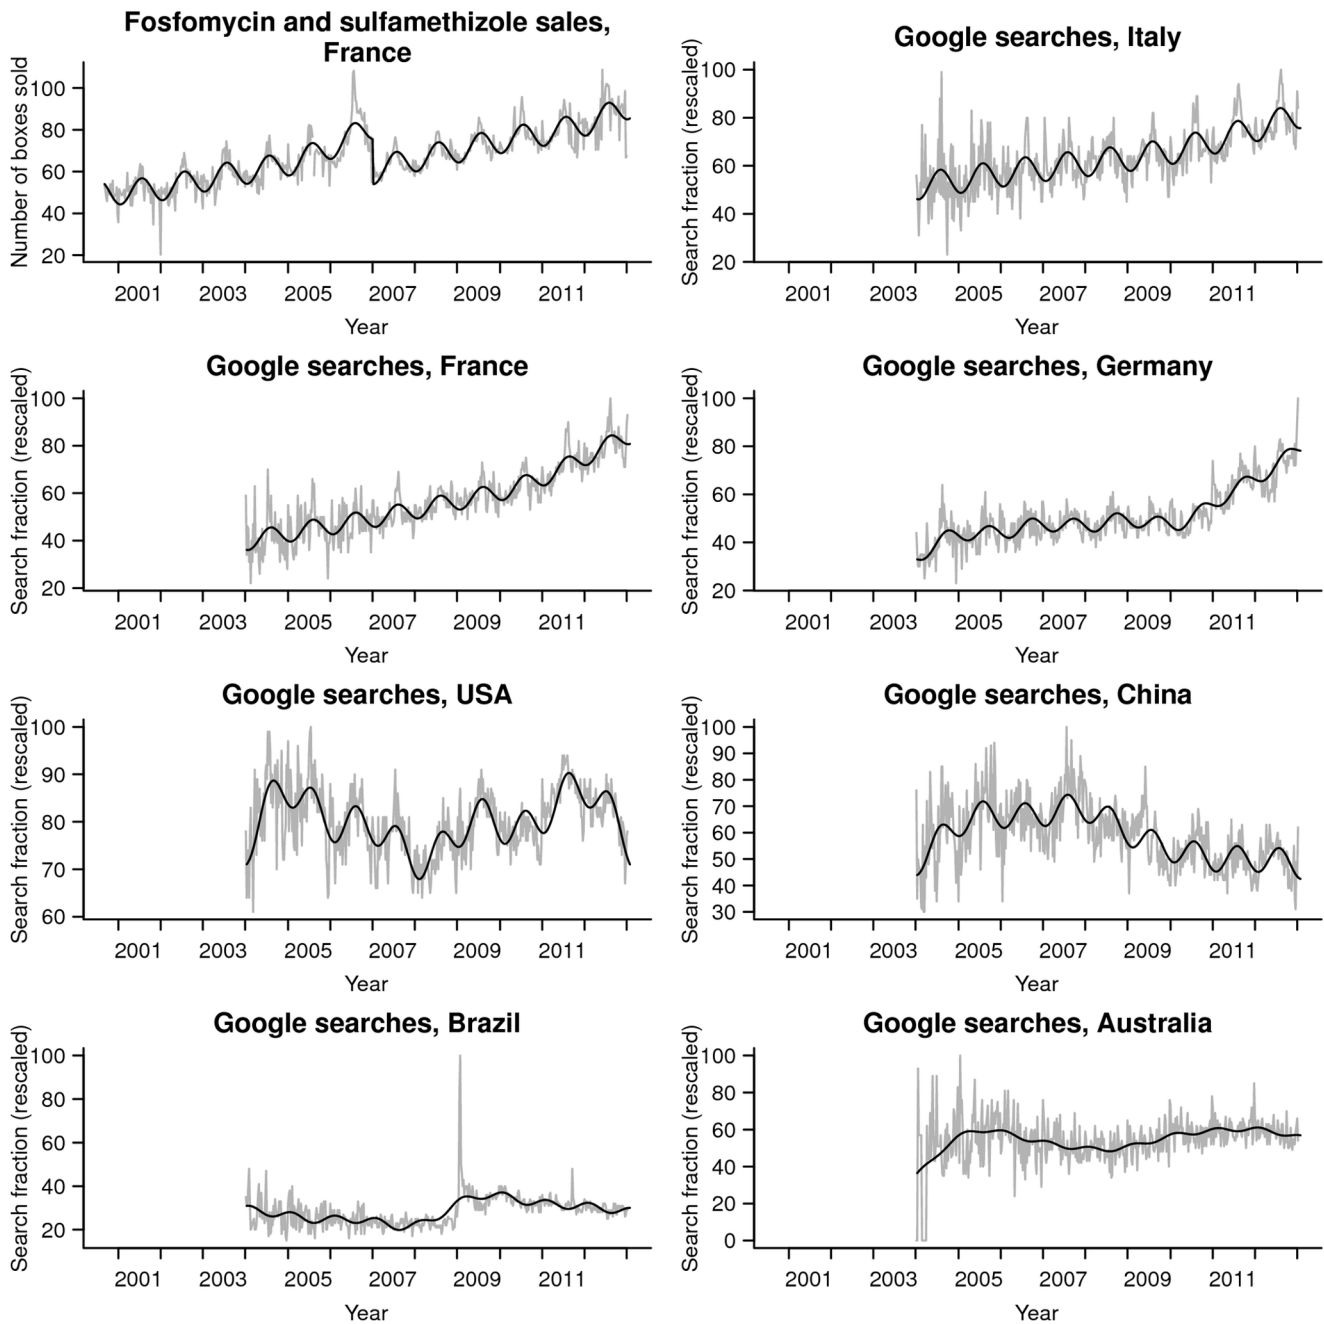 Fosfomycin and sulfamethizole sales,
France
Number of boxes sold
100
80
60
40
20
2001 2003 2005 2007 2009 2011
Year
Google searches, Italy
Search fraction (rescaled)
100
80
60
40
20
2001 2003 2005 2007 2009 2011
Year
Google searches, France
Search fraction (rescaled)
100
80
60
40
20
2001 2003 2005 2007 2009 2011
Year
Google searches, Germany
Search fraction (rescaled)
100
80
60
40
20
2001 2003 2005 2007 2009 2011
Year
Google searches, USA
Search fraction (rescaled)
100
90
80
70
60
2001 2003 2005 2007 2009 2011
Year
Google searches, China
Search fraction (rescaled)
100
90
80
70
60
50
40
30
2001 2003 2005 2007 2009 2011
Year
Google searches, Brazil
Search fraction (rescaled)
100
80
60
40
20
2001 2003 2005 2007 2009 2011
Year
Google searches, Australia
Search fraction (rescaled)
100
80
60
40
20
0
2001 2003 2005 2007 2009 2011
Year